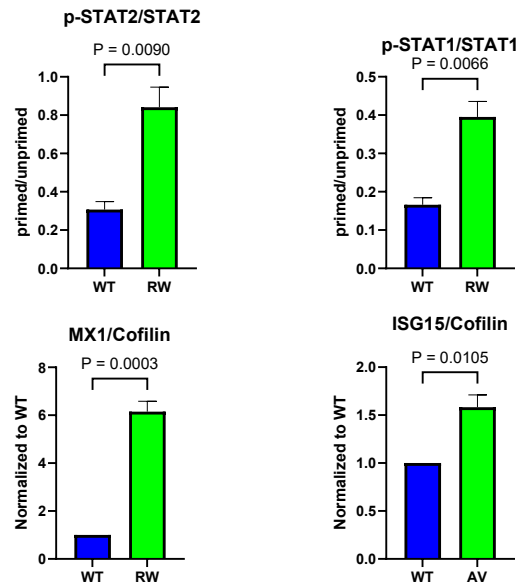 p-STAT2/STAT2
P = 0.0090
primed/unprimed
1.0
0.8
0.6
0.4
0.2
0.0
WT RW
p-STAT1/STAT1
P = 0.0066
primed/unprimed
0.5
0.4
0.3
0.2
0.1
0.0
WT RW
MX1/Cofilin
P = 0.0003
Normalized to WT
8
6
4
2
0
WT RW
ISG15/Cofilin
P = 0.0105
Normalized to WT
2.0
1.5
1.0
0.5
0.0
WT AV